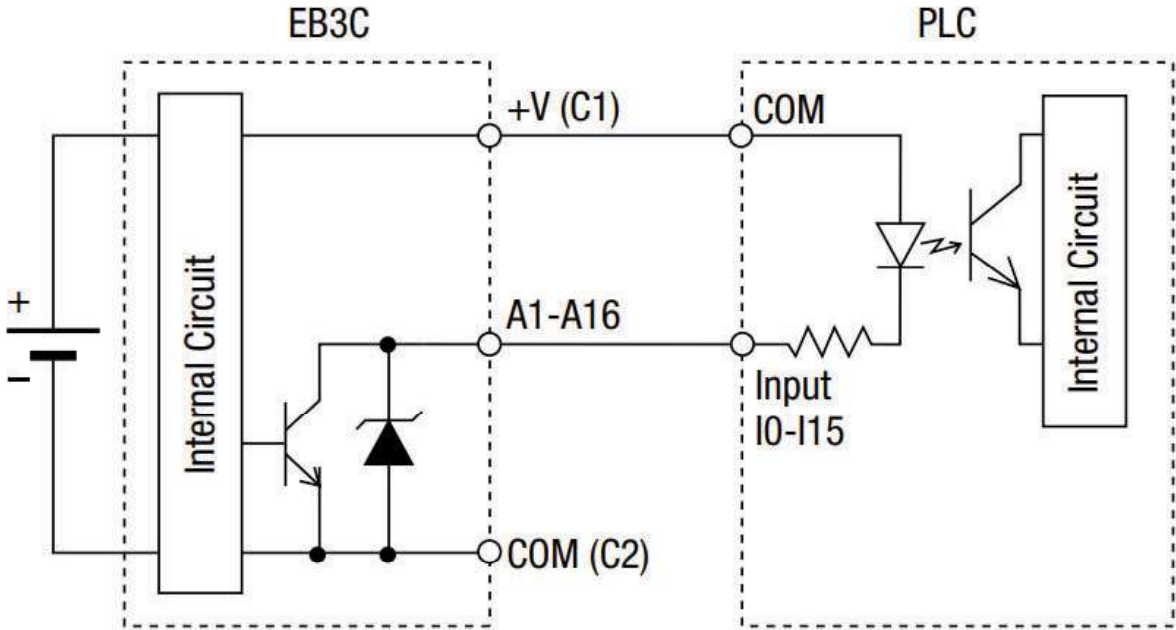 EB3C
PLC
+V (C1)
COM
A1-A16
Input
I0-I15
COM (C2)
Internal Circuit
Internal Circuit
+
−